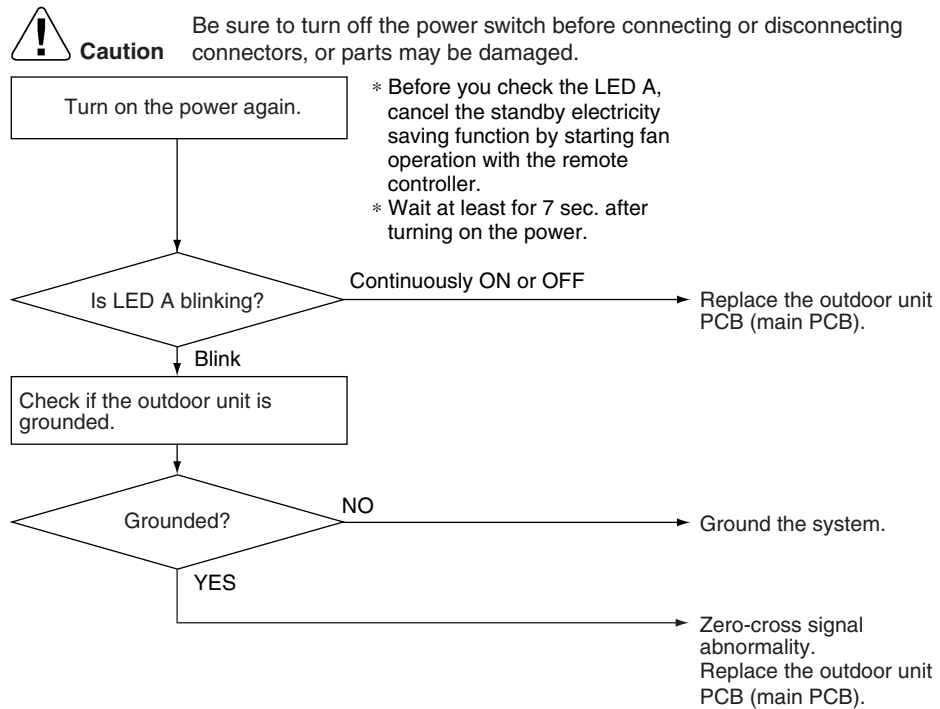 Be sure to turn off the power switch before connecting or disconnecting
Caution connectors, or parts may be damaged.
Turn on the power again.
* Before you check the LED A,
cancel the standby electricity
saving function by starting fan
operation with the remote
controller.
* Wait at least for 7 sec. after
turning on the power.
Is LED A blinking?
Continuously ON or OFF
Replace the outdoor unit
PCB (main PCB).
Blink
Check if the outdoor unit is
grounded.
Grounded?
NO
Ground the system.
YES
Zero-cross signal
abnormality.
Replace the outdoor unit
PCB (main PCB).